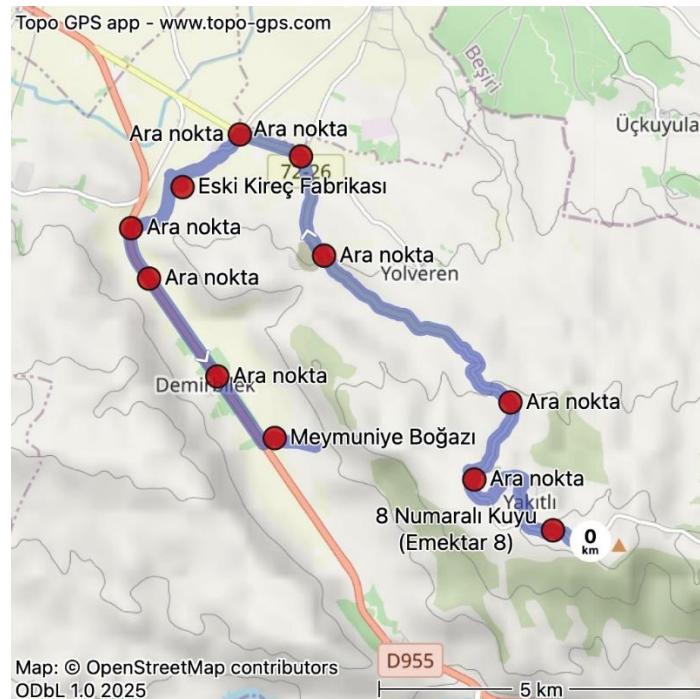 Topo GPS app - www.topo-gps.com
Beşiri
Üçkuyula
Ara nokta
Ara nokta
72-26
Eski Kireç Fabrikası
Ara nokta
Ara nokta
Yolveren
Ara nokta
Ara nokta
Demirbilek
Ara nokta
Meymuniye Boğazı
Ara nokta
Yakıtlı
8 Numaralı Kuyu
(Emektar 8)
0
km
D955
Map: © OpenStreetMap contributors
ODbL 1.0 2025
5 km